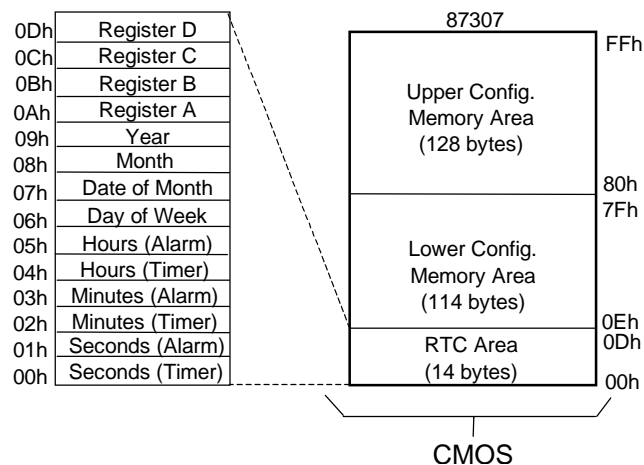 0Dh Register D
0Ch Register C
0Bh Register B
0Ah Register A
09h Year
08h Month
07h Date of Month
06h Day of Week
05h Hours (Alarm)
04h Hours (Timer)
03h Minutes (Alarm)
02h Minutes (Timer)
01h Seconds (Alarm)
00h Seconds (Timer)
87307
FFh
Upper Config.
Memory Area
(128 bytes)
80h
7Fh
Lower Config.
Memory Area
(114 bytes)
0Eh
0Dh
RTC Area
(14 bytes)
00h
CMOS